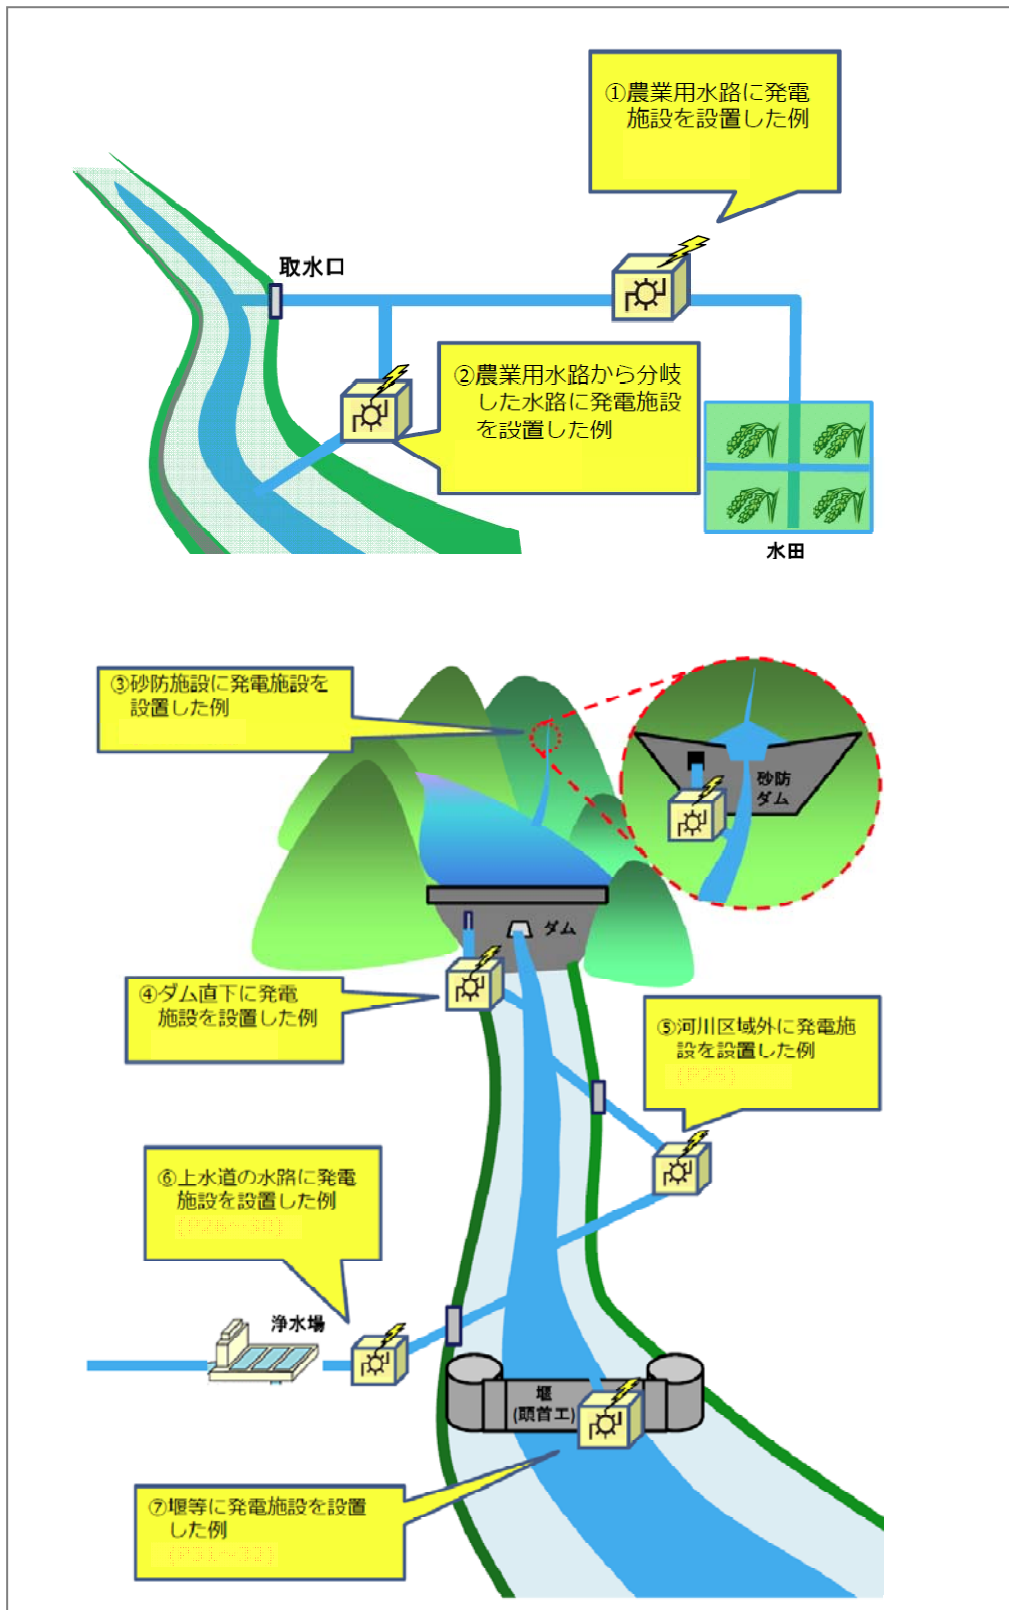 ①農業用水路に発電
施設を設置した例
取水口
②農業用水路から分岐
した水路に発電施設
を設置した例
水田
③砂防施設に発電施設を
設置した例
砂防
ダム
ダム
④ダム直下に発電
施設を設置した例
⑤河川区域外に発電施
設を設置した例
(P25)
⑥上水道の水路に発電
施設を設置した例
(P26～30)
浄水場
堰
(頭首工)
⑦堰等に発電施設を設置
した例
(P31～32)